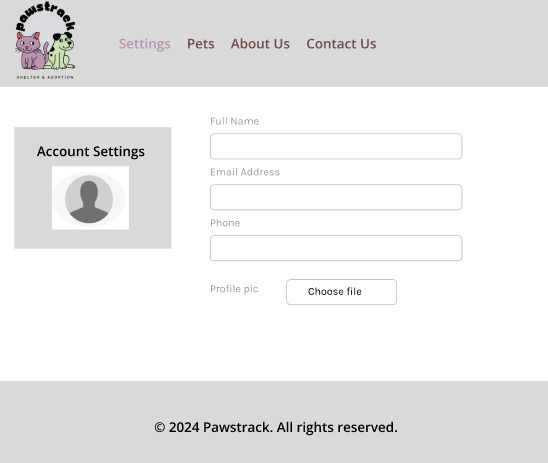 pawstrack
SHELTER & ADOPTION
Settings Pets About Us Contact Us
Account Settings
Full Name
Email Address
Phone
Profile pic Choose file
© 2024 Pawstrack. All rights reserved.